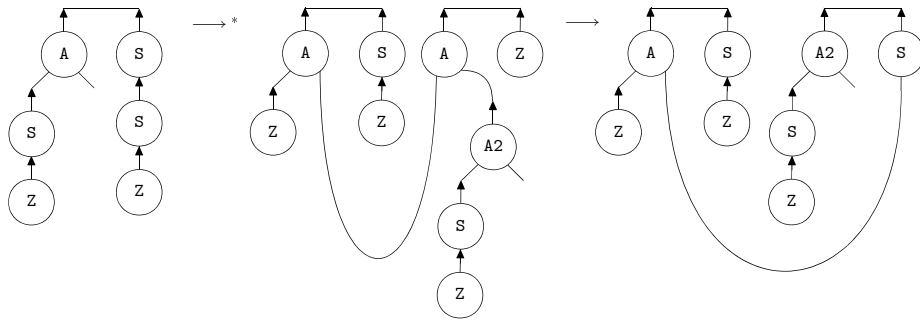 A S ⟶* A S A Z ⟶ A S A2 S
S S Z Z A2 Z Z S
Z Z S Z
Z